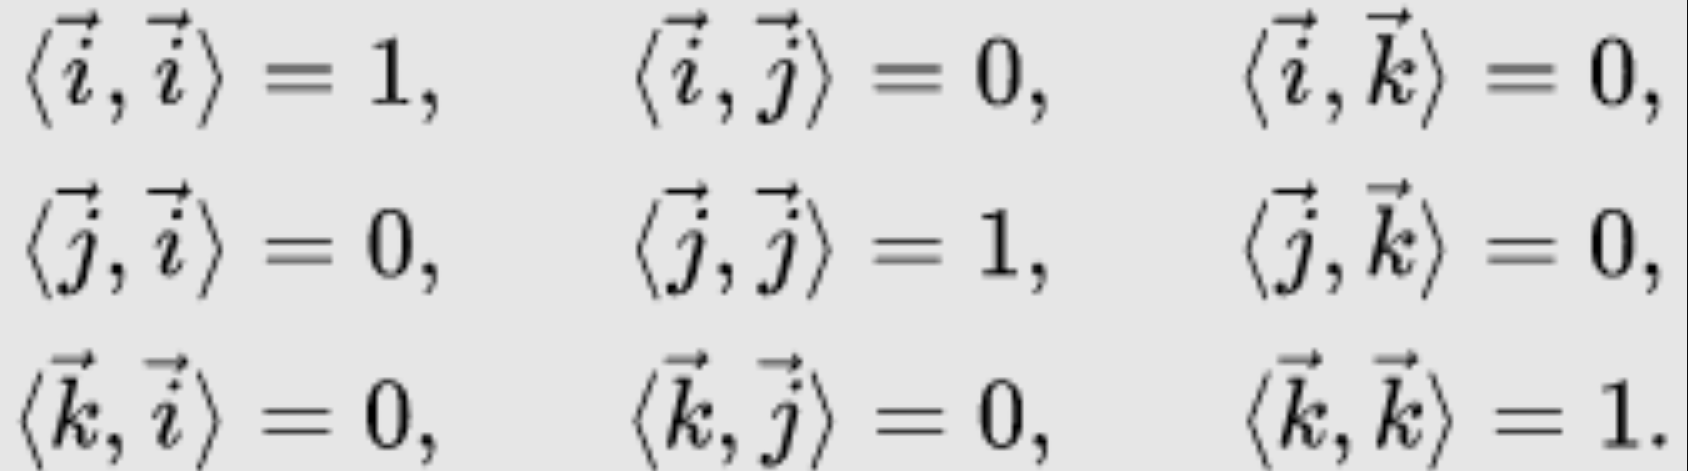 ⟨i⃗, i⃗⟩ = 1, ⟨i⃗, j⃗⟩ = 0, ⟨i⃗, k⃗⟩ = 0,
⟨j⃗, i⃗⟩ = 0, ⟨j⃗, j⃗⟩ = 1, ⟨j⃗, k⃗⟩ = 0,
⟨k⃗, i⃗⟩ = 0, ⟨k⃗, j⃗⟩ = 0, ⟨k⃗, k⃗⟩ = 1.